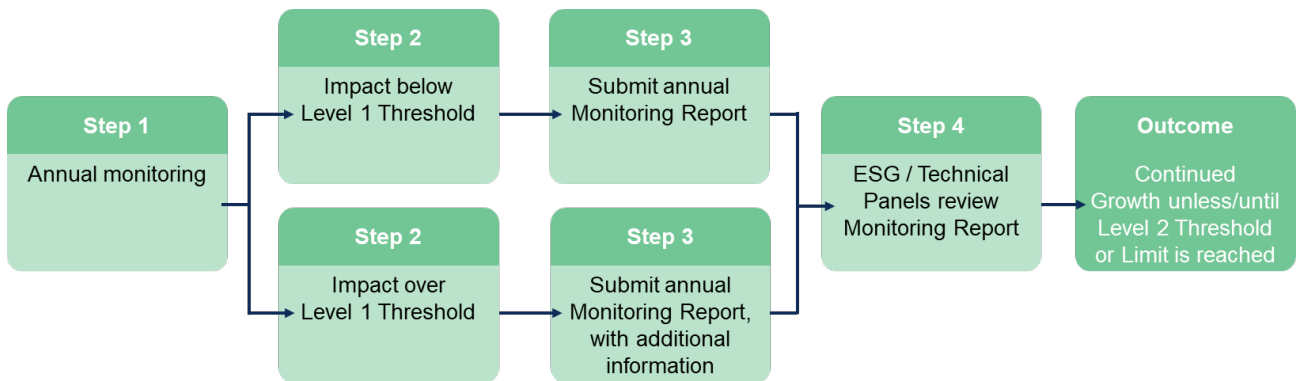 Step 1
Annual monitoring
Step 2
Impact below
Level 1 Threshold
Step 3
Submit annual
Monitoring Report
Step 2
Impact over
Level 1 Threshold
Step 3
Submit annual
Monitoring Report,
with additional
information
Step 4
ESG / Technical
Panels review
Monitoring Report
Outcome
Continued
Growth unless/until
Level 2 Threshold
or Limit is reached